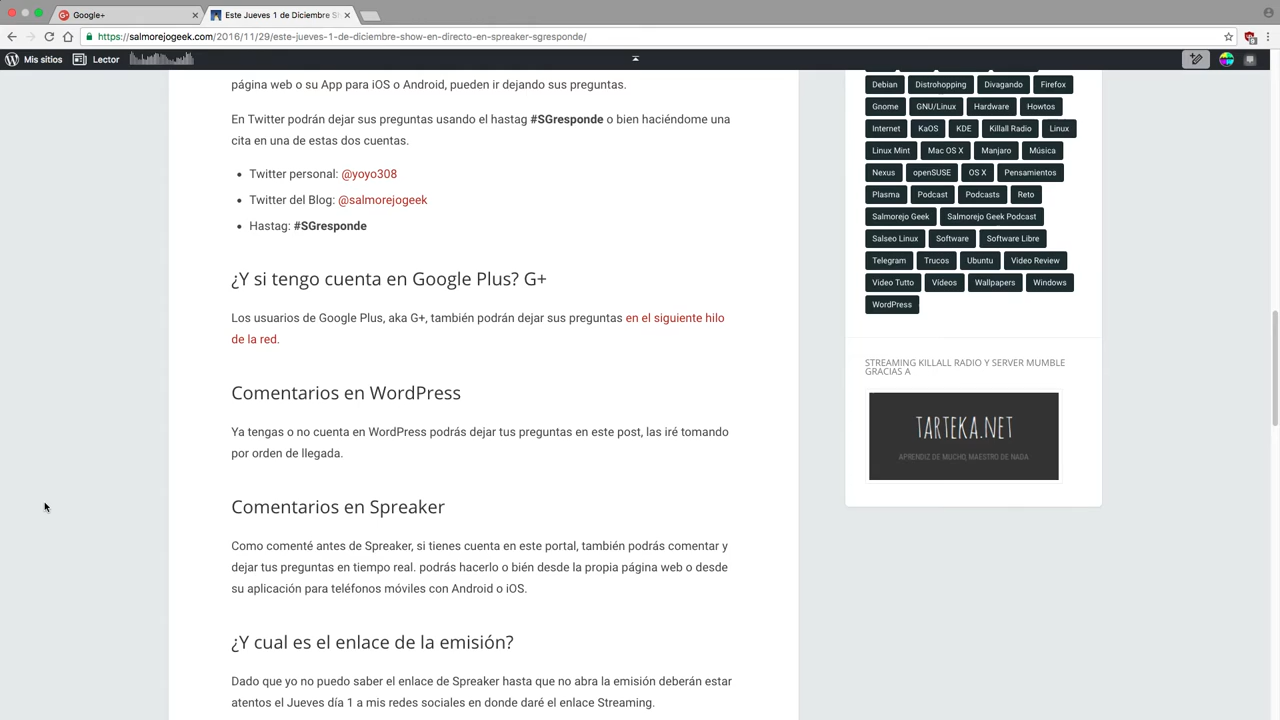 Google+
Este Jueves 1 de Diciembre Sh
https://salmorejogeek.com/2016/11/29/este-jueves-1-de-diciembre-show-en-directo-en-spreaker-sgresponde/
Mis sitios
Lector
página web o su App para iOS o Android, pueden ir dejando sus preguntas.
En Twitter podrán dejar sus preguntas usando el hastag #SGresponde o bien haciéndome una
cita en una de estas dos cuentas.
• Twitter personal: @yoyo308
• Twitter del Blog: @salmorejogeek
• Hastag: #SGresponde
¿Y si tengo cuenta en Google Plus? G+
Los usuarios de Google Plus, aka G+, también podrán dejar sus preguntas en el siguiente hilo
de la red.
Comentarios en WordPress
Ya tengas o no cuenta en WordPress podrás dejar tus preguntas en este post, las iré tomando
por orden de llegada.
Comentarios en Spreaker
Como comenté antes de Spreaker, si tienes cuenta en este portal, también podrás comentar y
dejar tus preguntas en tiempo real. podrás hacerlo o bién desde la propia página web o desde
su aplicación para teléfonos móviles con Android o iOS.
¿Y cual es el enlace de la emisión?
Dado que yo no puedo saber el enlace de Spreaker hasta que no abra la emisión deberán estar
atentos el Jueves día 1 a mis redes sociales en donde daré el enlace Streaming.
Debian Distrohopping Divagando Firefox
Gnome GNU/Linux Hardware Howtos
Internet KaOS KDE Killall Radio Linux
Linux Mint Mac OS X Manjaro Música
Nexus openSUSE OS X Pensamientos
Plasma Podcast Podcasts Reto
Salmorejo Geek Salmorejo Geek Podcast
Salseo Linux Software Software Libre
Telegram Trucos Ubuntu Video Review
Video Tutto Vídeos Wallpapers Windows
WordPress
STREAMING KILLALL RADIO Y SERVER MUMBLE
GRACIAS A
TARTEKA.NET
APRENDIZ DE MUCHO, MAESTRO DE NADA